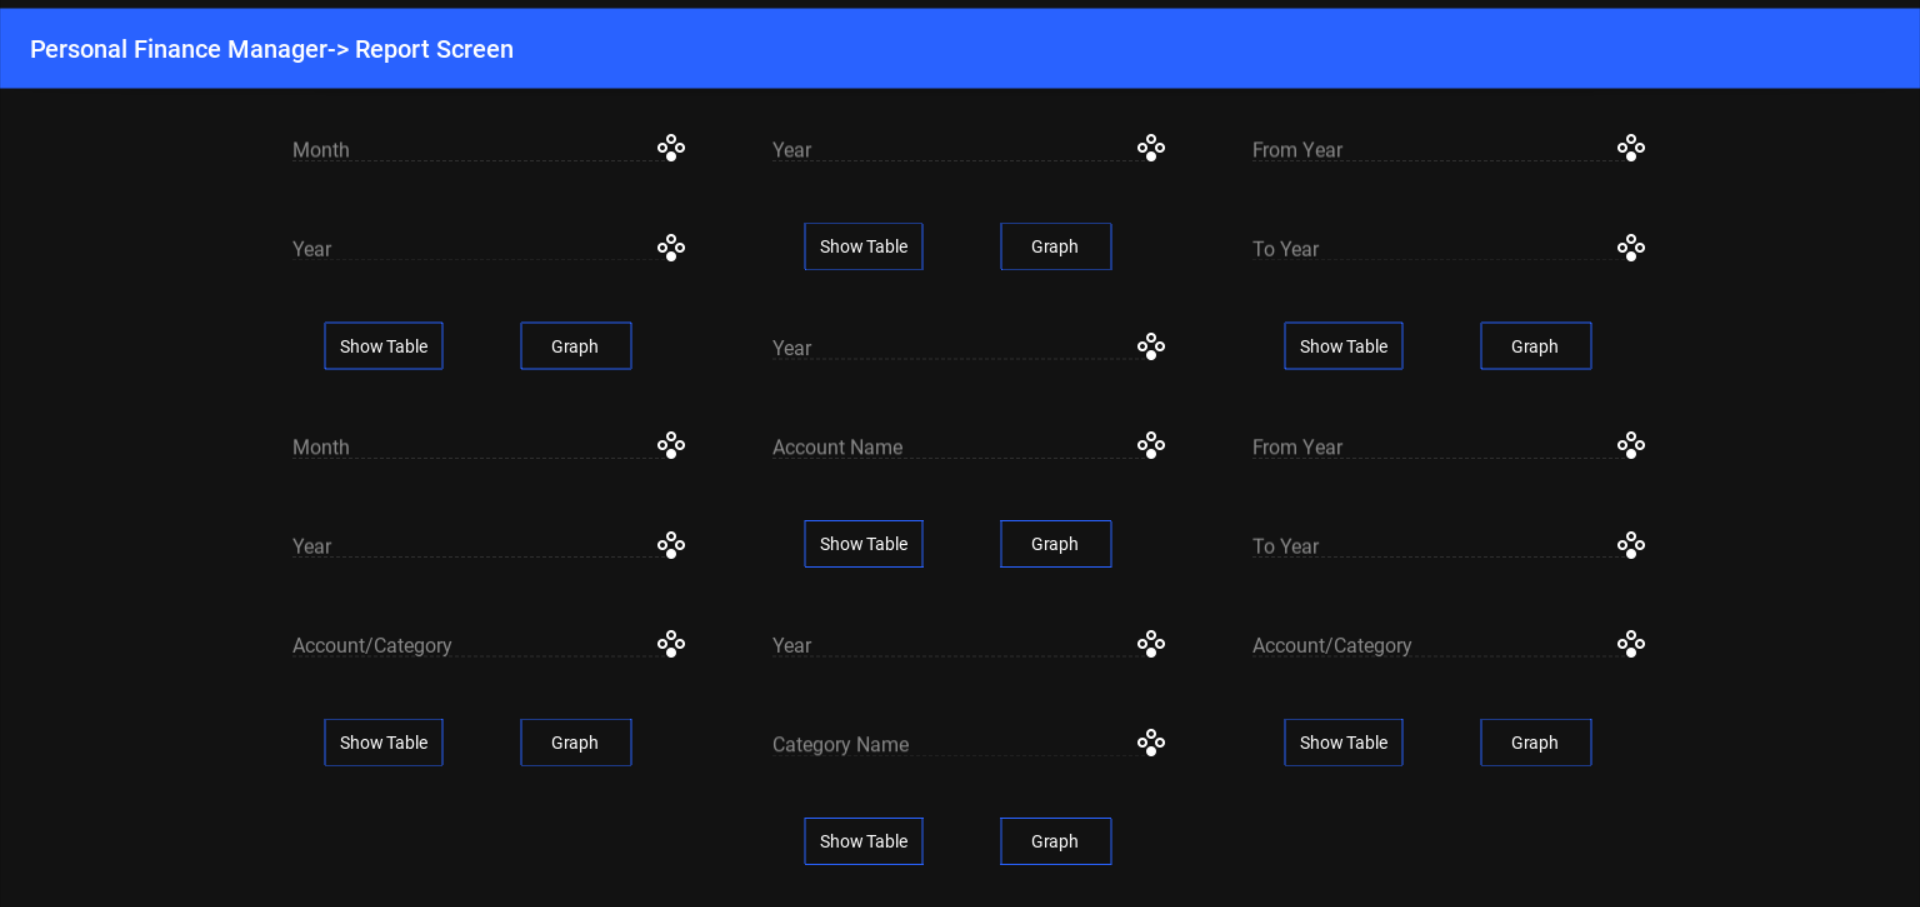 Personal Finance Manager-> Report Screen
Month
Year
Show Table Graph
Month
Year
Account/Category
Show Table Graph
Year
Show Table Graph
Year
Account Name
Show Table Graph
Year
Category Name
Show Table Graph
From Year
To Year
Show Table Graph
From Year
To Year
Account/Category
Show Table Graph